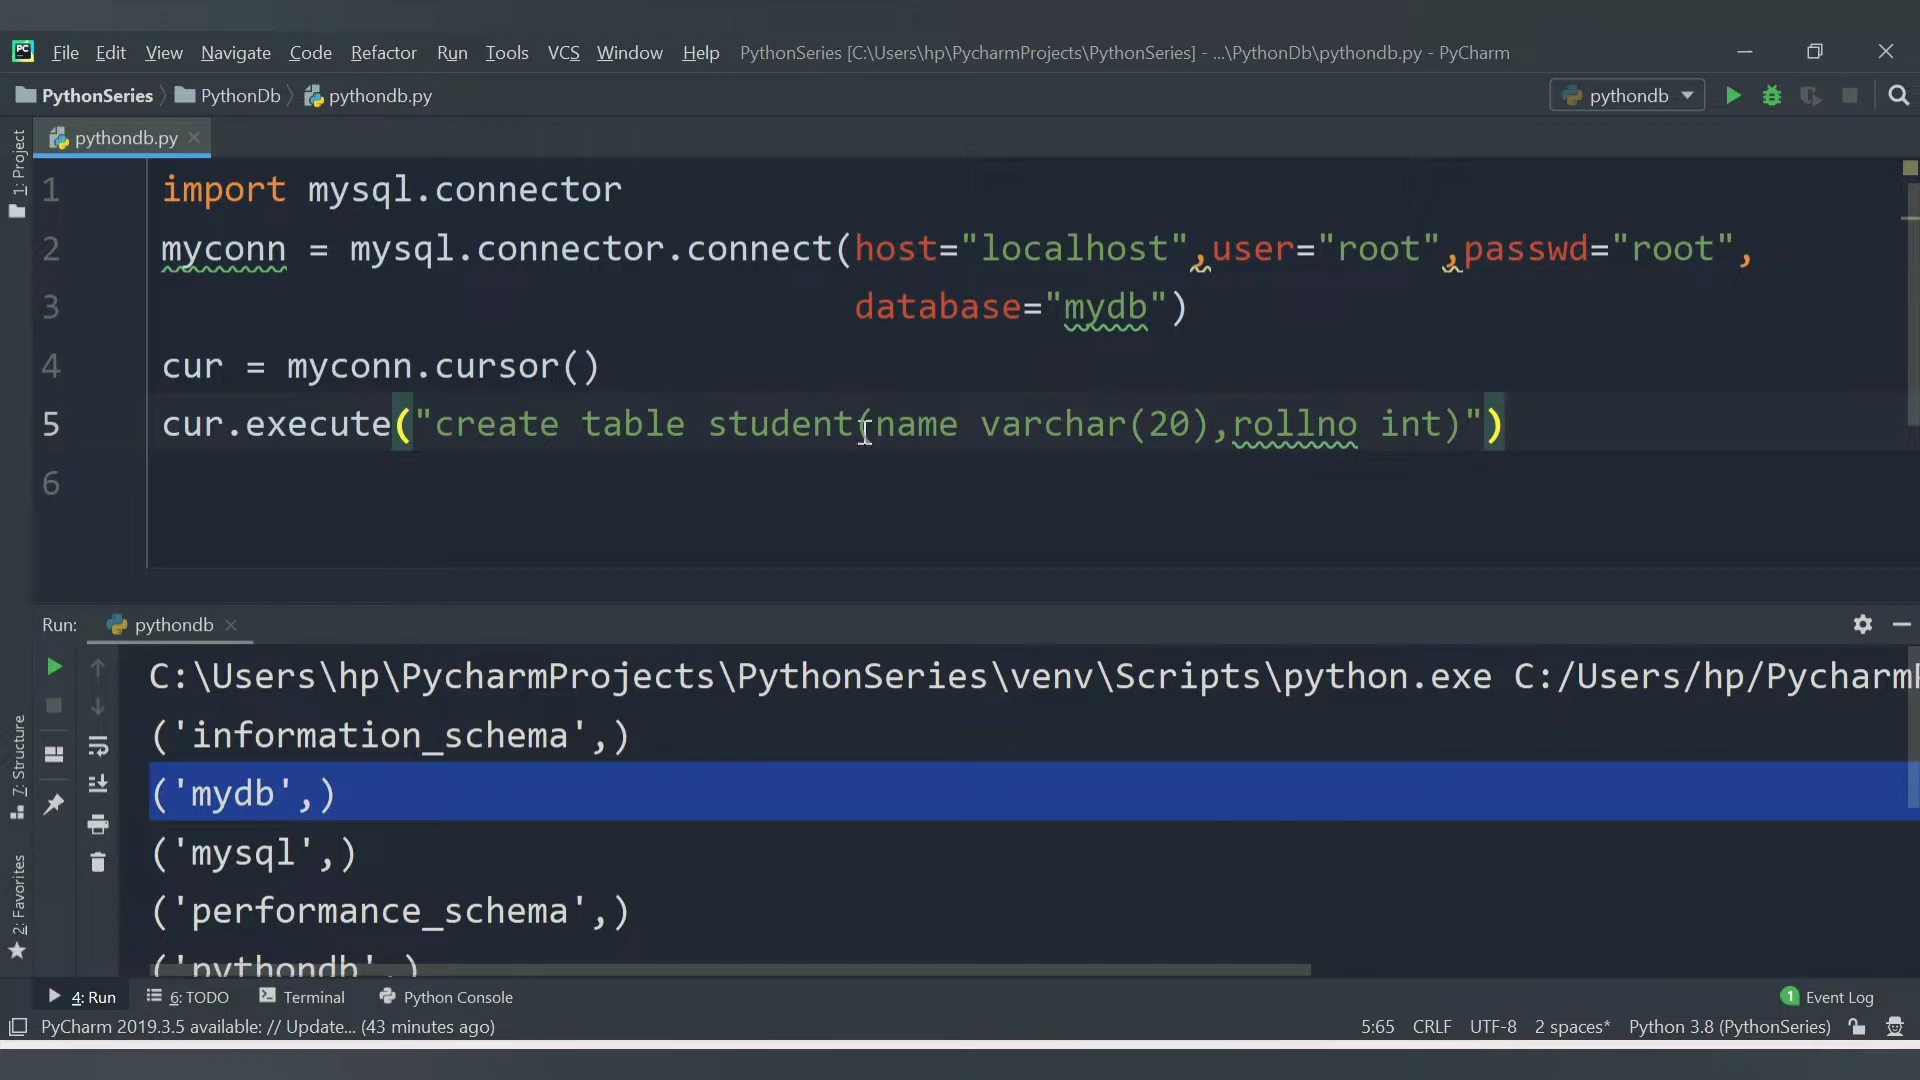 File Edit View Navigate Code Refactor Run Tools VCS Window Help PythonSeries [C:\Users\hp\PycharmProjects\PythonSeries] - ...\PythonDb\pythondb.py - PyCharm
PythonSeries PythonDb pythondb.py pythondb
pythondb.py
1: Project
1 import mysql.connector
2 myconn = mysql.connector.connect(host="localhost",user="root",passwd="root",
3 database="mydb")
4 cur = myconn.cursor()
5 cur.execute("create table student(name varchar(20),rollno int)")
6
Run: pythondb
C:\Users\hp\PycharmProjects\PythonSeries\venv\Scripts\python.exe C:/Users/hp/Pycharm
('information_schema',)
('mydb',)
('mysql',)
('performance_schema',)
('pythondb',)
7: Structure
2: Favorites
4: Run 6: TODO Terminal Python Console 1 Event Log
PyCharm 2019.3.5 available: // Update... (43 minutes ago) 5:65 CRLF UTF-8 2 spaces* Python 3.8 (PythonSeries)